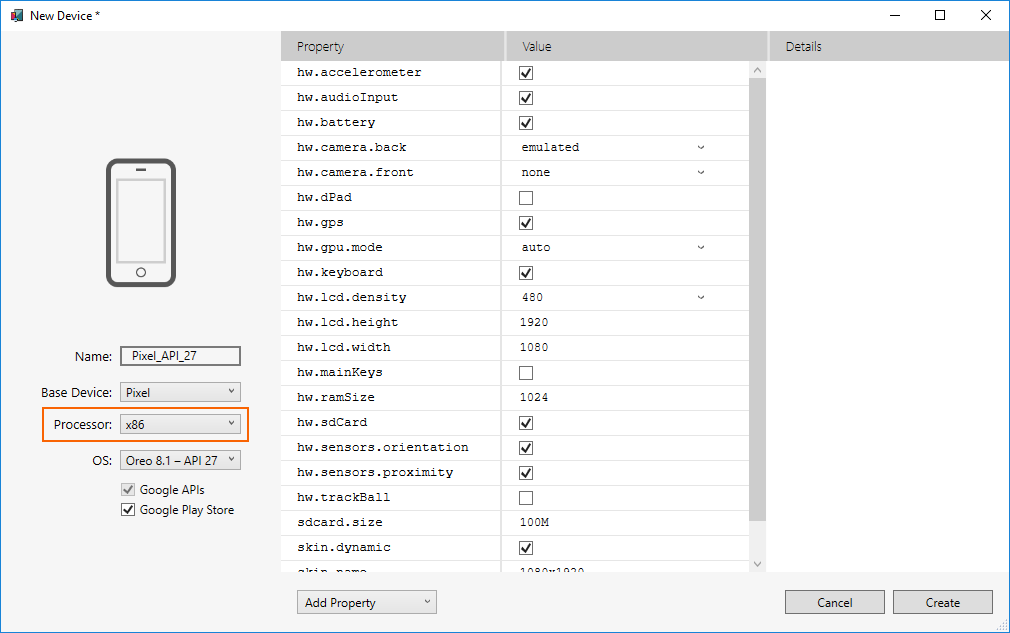 New Device *
Property Value Details
hw.accelerometer
hw.audioInput
hw.battery
hw.camera.back emulated
hw.camera.front none
hw.dPad
hw.gps
hw.gpu.mode auto
hw.keyboard
hw.lcd.density 480
hw.lcd.height 1920
hw.lcd.width 1080
hw.mainKeys
hw.ramSize 1024
hw.sdCard
hw.sensors.orientation
hw.sensors.proximity
hw.trackBall
sdcard.size 100M
skin.dynamic
skin.name 1080x1920
Name: Pixel_API_27
Base Device: Pixel
Processor: x86
OS: Oreo 8.1 – API 27
Google APIs
Google Play Store
Add Property
Cancel Create